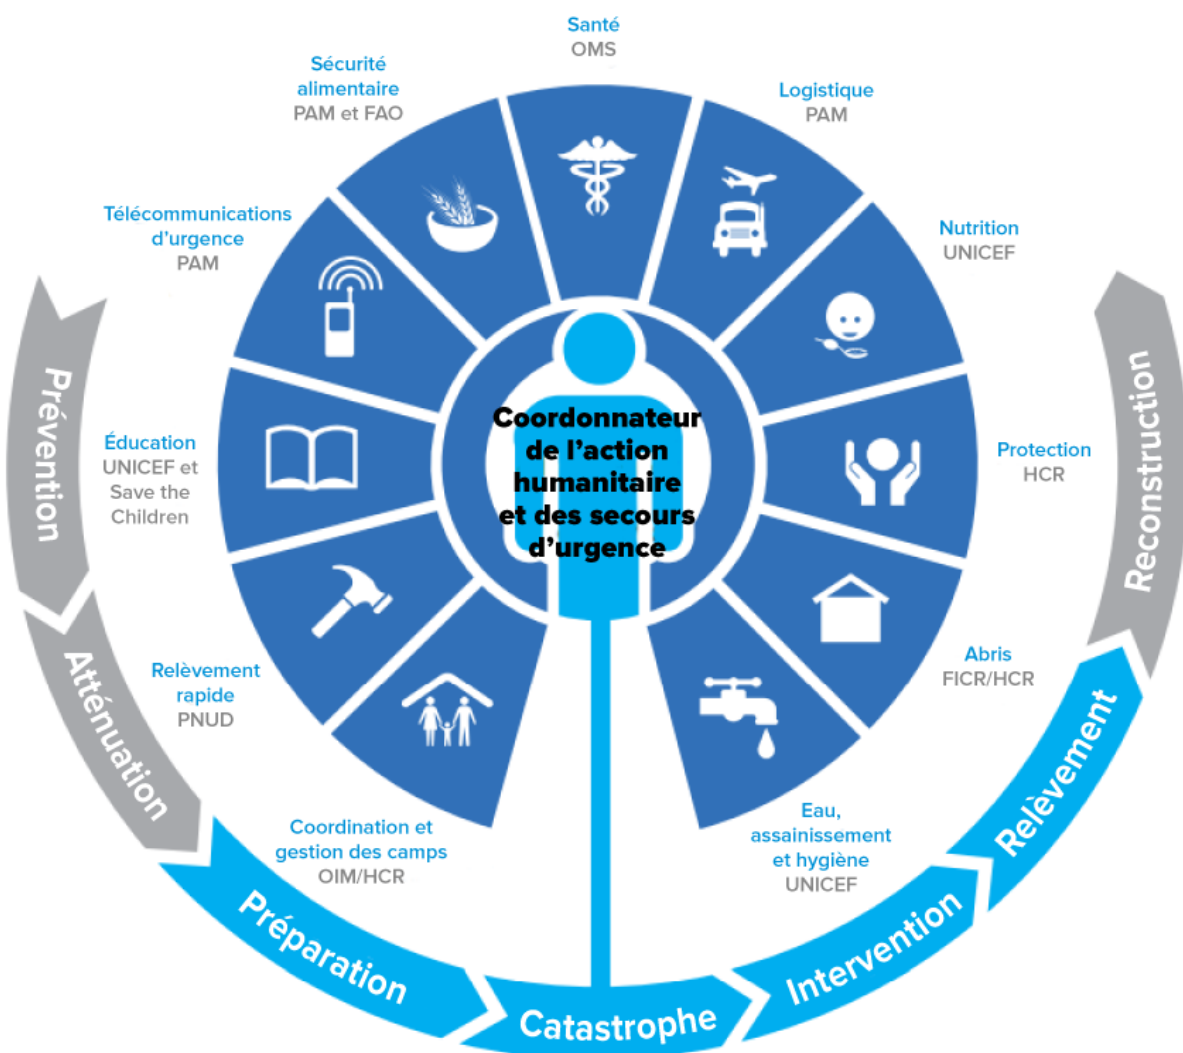 Santé
OMS
Logistique
PAM
Nutrition
UNICEF
Protection
HCR
Abris
FICR/HCR
Eau,
assainissement
et hygiène
UNICEF
Coordination et
gestion des camps
OIM/HCR
Relèvement
rapide
PNUD
Éducation
UNICEF et
Save the
Children
Télécommunications
d'urgence
PAM
Sécurité
alimentaire
PAM et FAO
Coordonnateur
de l'action
humanitaire
et des secours
d'urgence
Prévention
Atténuation
Préparation
Catastrophe
Intervention
Relèvement
Reconstruction